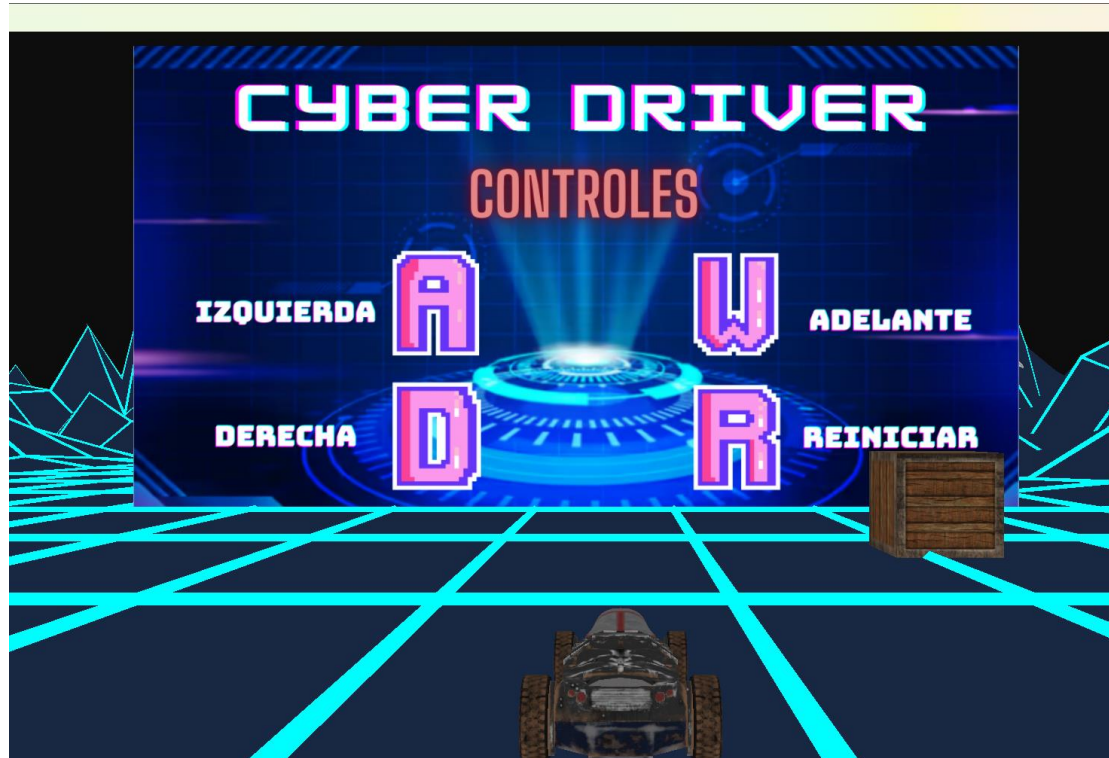 CYBER DRIVER
CONTROLES
IZQUIERDA A
W ADELANTE
DERECHA D
R REINICIAR